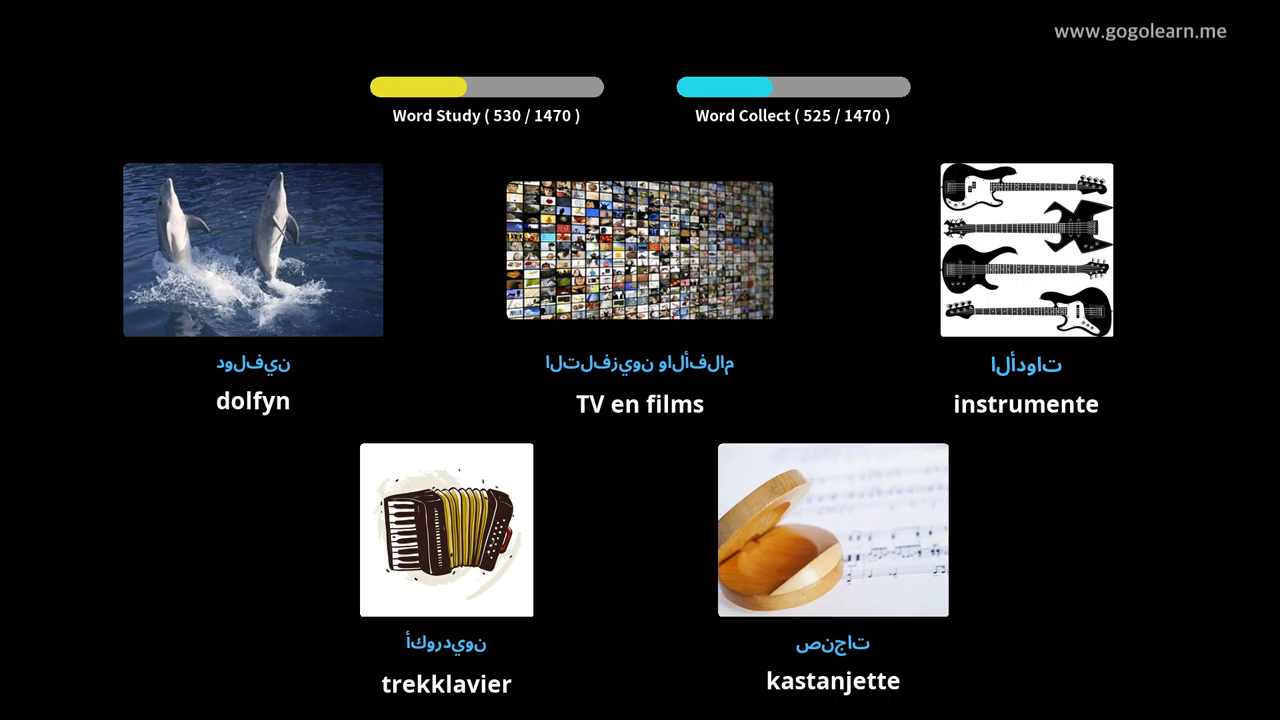 www.gogolearn.me
Word Study ( 530 / 1470 )
Word Collect ( 525 / 1470 )
دولفين
dolfyn
التلفزيون والأفلام
TV en films
الأدوات
instrumente
أكورديون
trekklavier
صنجات
kastanjette